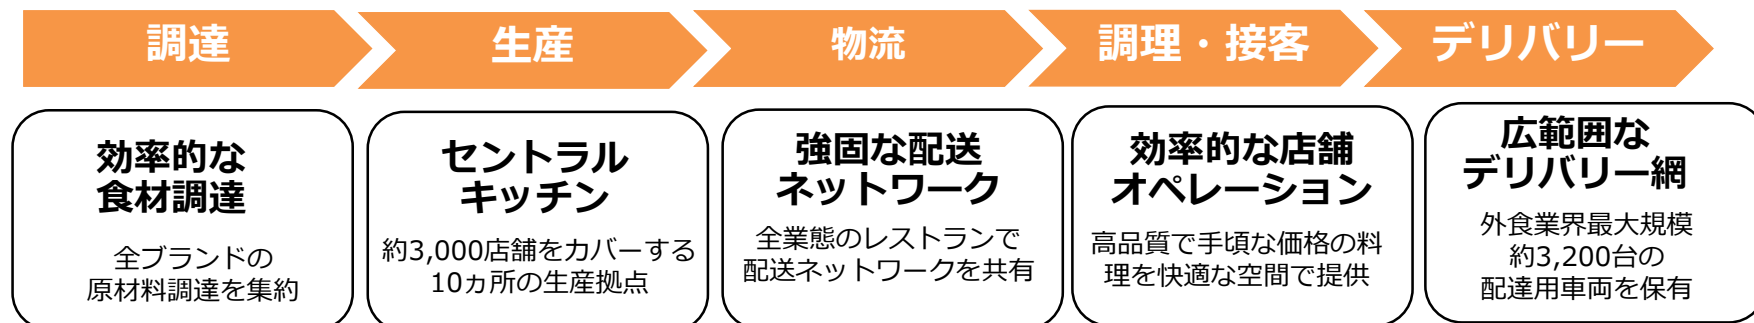 調達
生産
物流
調理・接客
デリバリー
効率的な
食材調達
全ブランドの
原材料調達を集約
セントラル
キッチン
約3,000店舗をカバーする
10ヵ所の生産拠点
強固な配送
ネットワーク
全業態のレストランで
配送ネットワークを共有
効率的な店舗
オペレーション
高品質で手頃な価格の料
理を快適な空間で提供
広範囲な
デリバリー網
外食業界最大規模
約3,200台の
配達用車両を保有